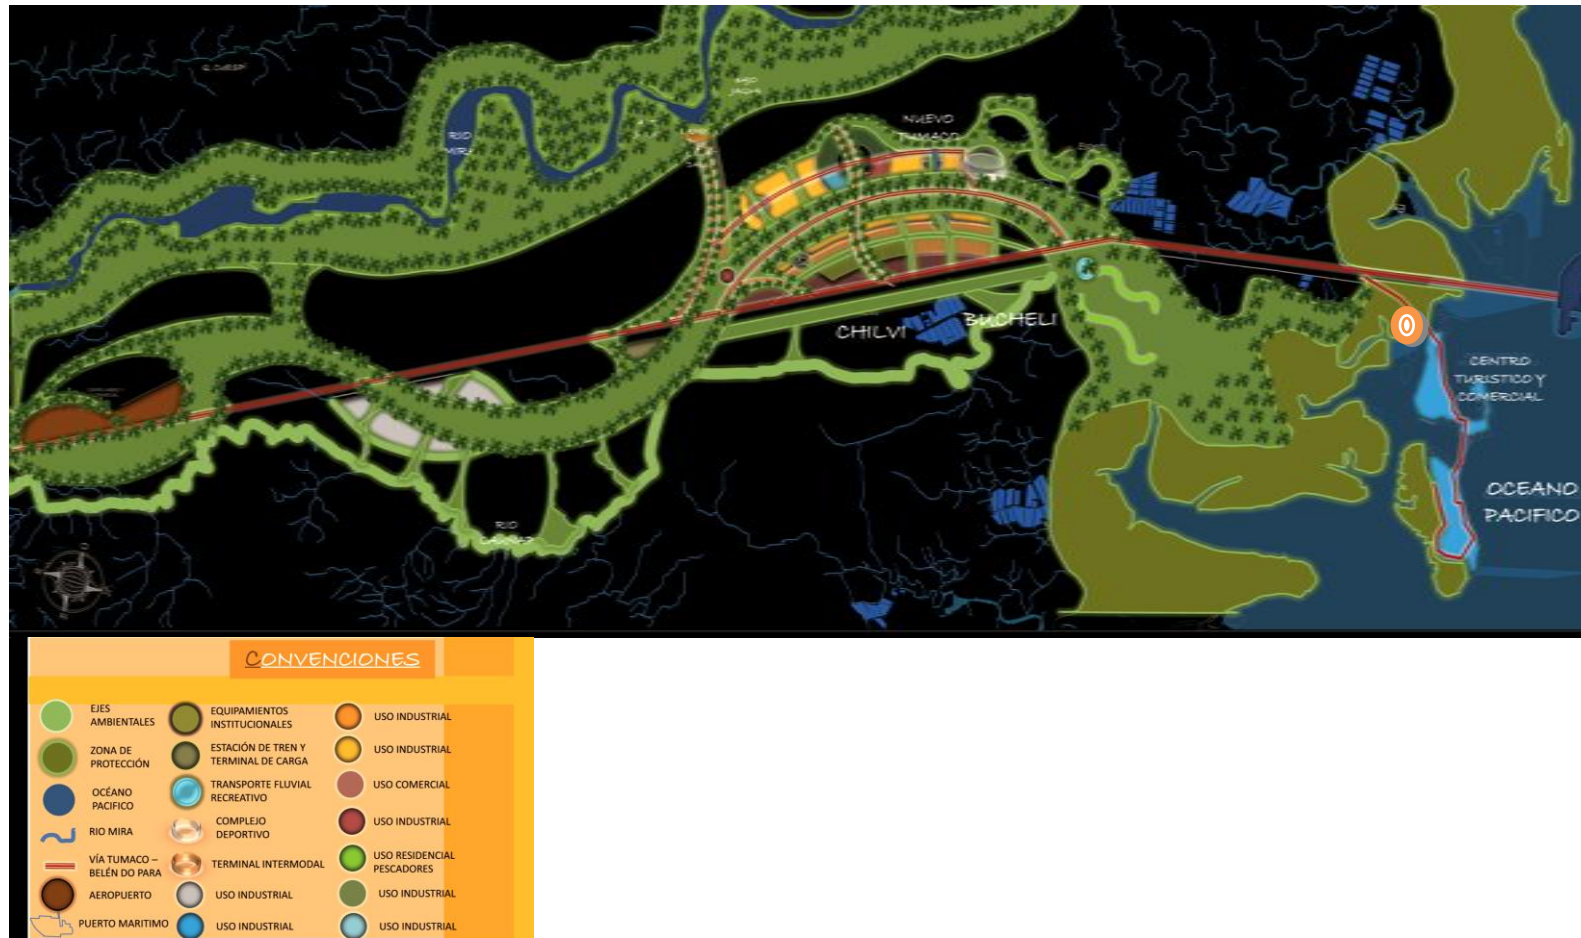 RIO
MIRA
NUEVO
TUMACO
CHILVI
BUCHELI
CENTRO
TURISTICO Y
COMERCIAL
OCEANO
PACIFICO
RIO
CONVENCIONES
EJES
AMBIENTALES
EQUIPAMIENTOS
INSTITUCIONALES
USO INDUSTRIAL
ZONA DE
PROTECCIÓN
ESTACIÓN DE TREN Y
TERMINAL DE CARGA
USO INDUSTRIAL
OCÉANO
PACIFICO
TRANSPORTE FLUVIAL
RECREATIVO
USO COMERCIAL
RIO MIRA
COMPLEJO
DEPORTIVO
USO INDUSTRIAL
VÍA TUMACO –
BELÉN DO PARA
TERMINAL INTERMODAL
USO RESIDENCIAL
PESCADORES
AEROPUERTO
USO INDUSTRIAL
USO INDUSTRIAL
PUERTO MARITIMO
USO INDUSTRIAL
USO INDUSTRIAL